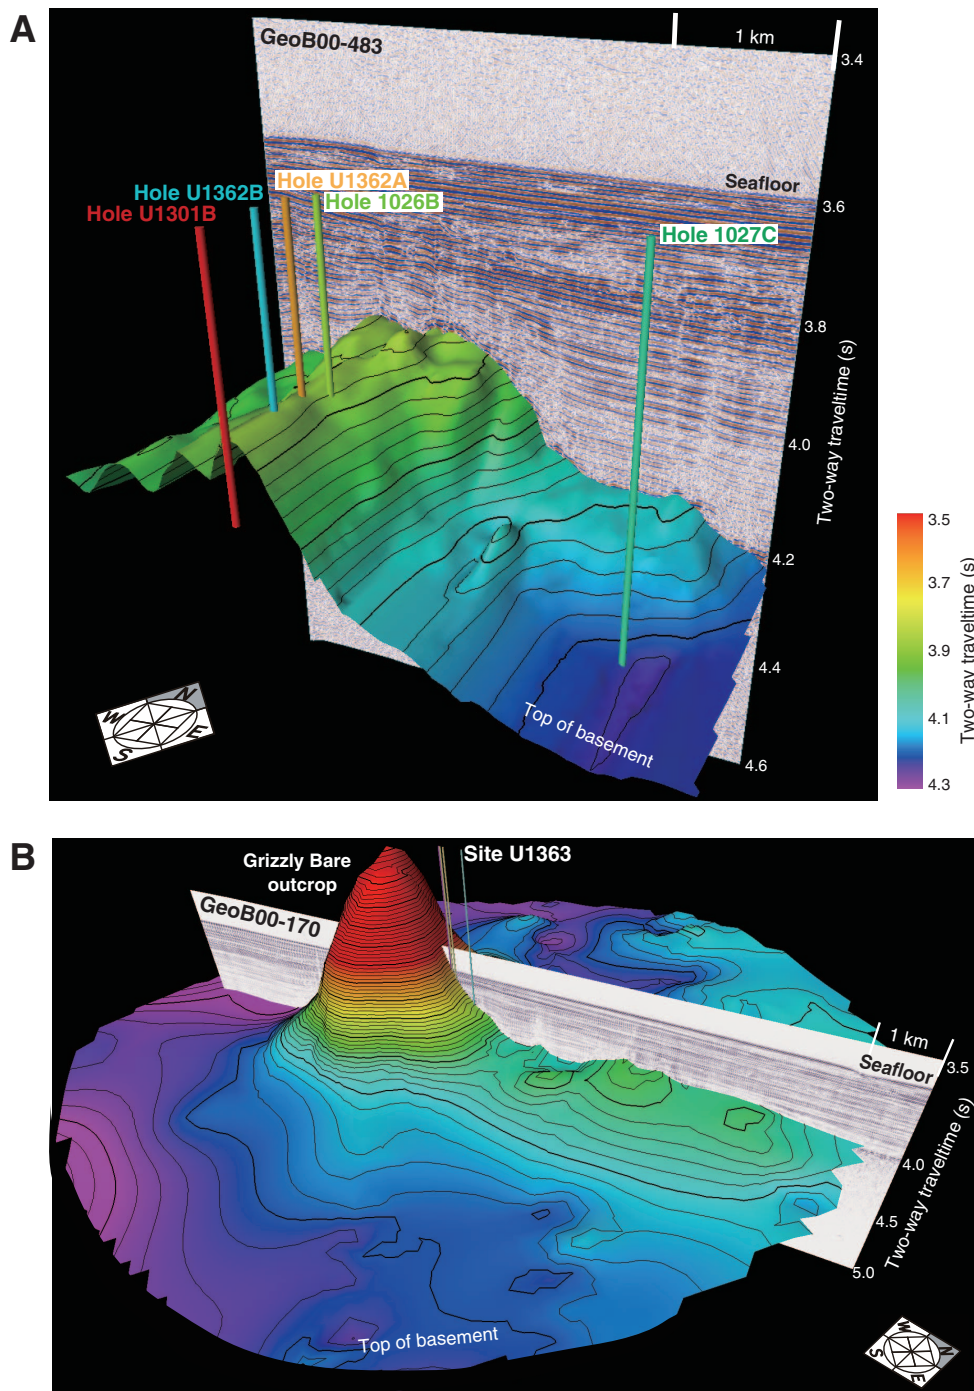 A
GeoB00-483
1 km
3.4
Seafloor
Hole U1362A
Hole U1362B
Hole 1026B
Hole U1301B
3.6
Hole 1027C
3.8
Two-way traveltime (s)
4.0
4.2
4.4
4.6
Top of basement
N
W
E
S
3.5
3.7
3.9
4.1
4.3
Two-way traveltime (s)
B
Grizzly Bare
outcrop
Site U1363
GeoB00-170
1 km
Seafloor
3.5
4.0
4.5
5.0
Two-way traveltime (s)
Top of basement
W
N
S
E